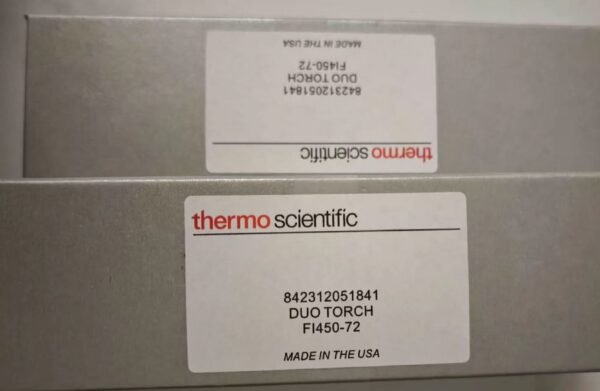 MADE IN THE USA
FI450-72
DUO TORCH
842312051841
thermo scientific
thermo scientific
842312051841
DUO TORCH
FI450-72
MADE IN THE USA